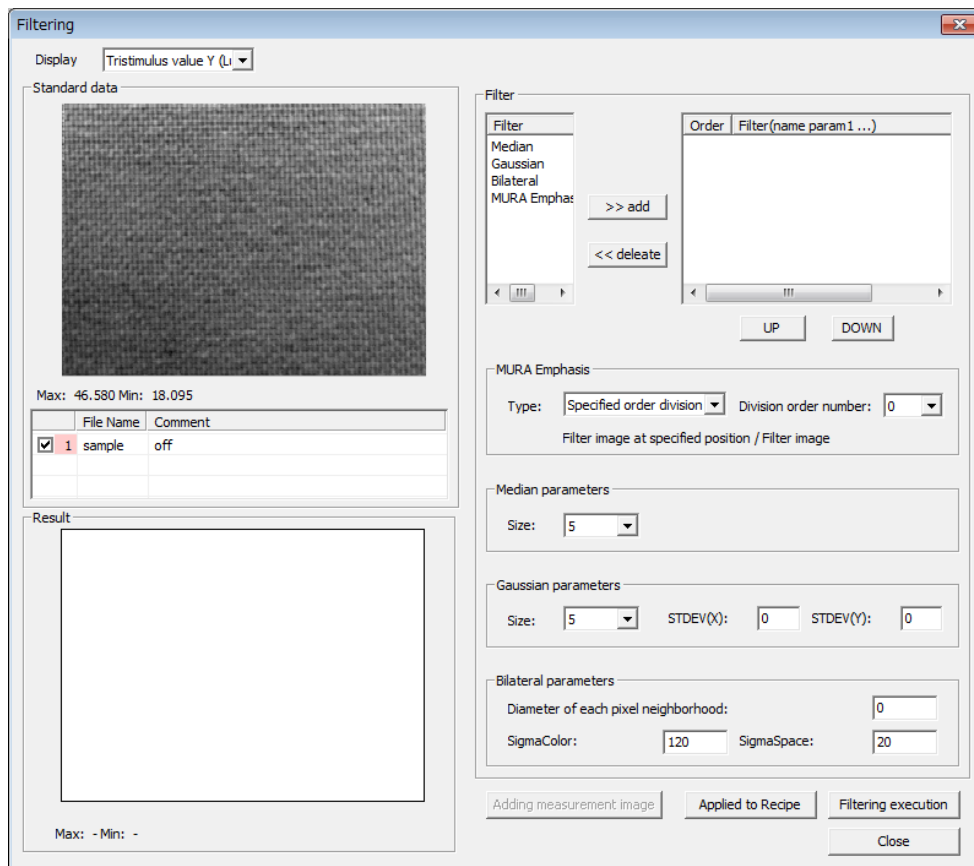 Filtering
Display Tristimulus value Y (Lu
Standard data
Max: 46.580 Min: 18.095
File Name Comment
1 sample off
Result
Max: - Min: -
Filter
Filter
Median
Gaussian
Bilateral
MURA Emphas
>> add
<< deleate
Order Filter(name param1 ...)
UP DOWN
MURA Emphasis
Type: Specified order division Division order number: 0
Filter image at specified position / Filter image
Median parameters
Size: 5
Gaussian parameters
Size: 5 STDEV(X): 0 STDEV(Y): 0
Bilateral parameters
Diameter of each pixel neighborhood: 0
SigmaColor: 120 SigmaSpace: 20
Adding measurement image Applied to Recipe Filtering execution
Close